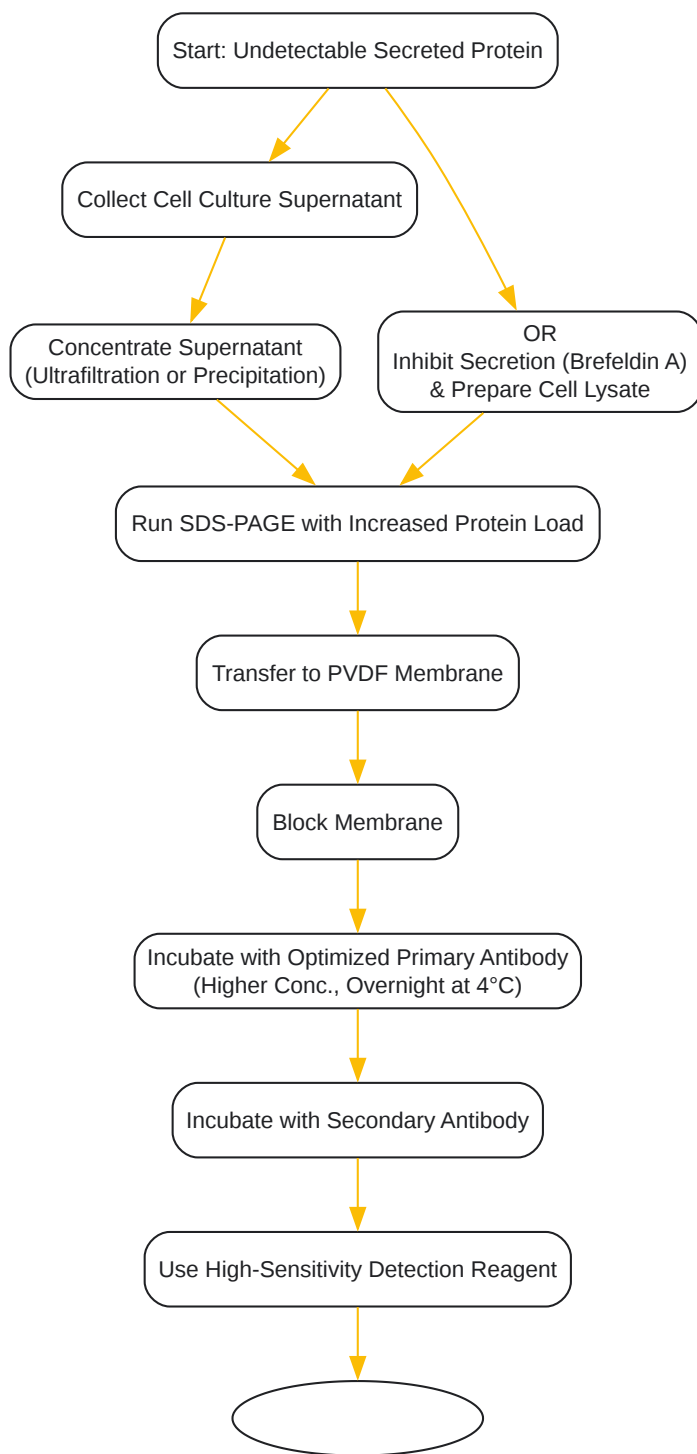 Start: Undetectable Secreted Protein
Collect Cell Culture Supernatant
Concentrate Supernatant
(Ultrafiltration or Precipitation)
OR
Inhibit Secretion (Brefeldin A)
& Prepare Cell Lysate
Run SDS-PAGE with Increased Protein Load
Transfer to PVDF Membrane
Block Membrane
Incubate with Optimized Primary Antibody
(Higher Conc., Overnight at 4°C)
Incubate with Secondary Antibody
Use High-Sensitivity Detection Reagent